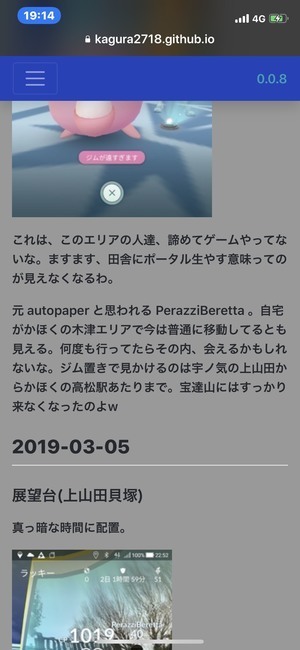 19:14
4G
kagura2718.github.io
0.0.8
ジムが遠すぎます
これは、このエリアの人達、諦めてゲームやってな
いな。ますます、田舎にポータル生やす意味っての
が見えなくなるわ。
元 autopaper と思われる PerazziBeretta 。自宅
がかほくの木津エリアで今は普通に移動してるとも
見える。何度も行ってたらその内、会えるかもしれ
ないな。ジム置きで見かけるのは宇ノ気の上山田か
らかほくの高松駅あたりまで。宝達山にはすっかり
来なくなったのよw
2019-03-05
展望台(上山田貝塚)
真っ暗な時間に配置。
100% 22:52
ラッキー
0
2日 1時間 59分
51
PerazziBeretta
1019
40